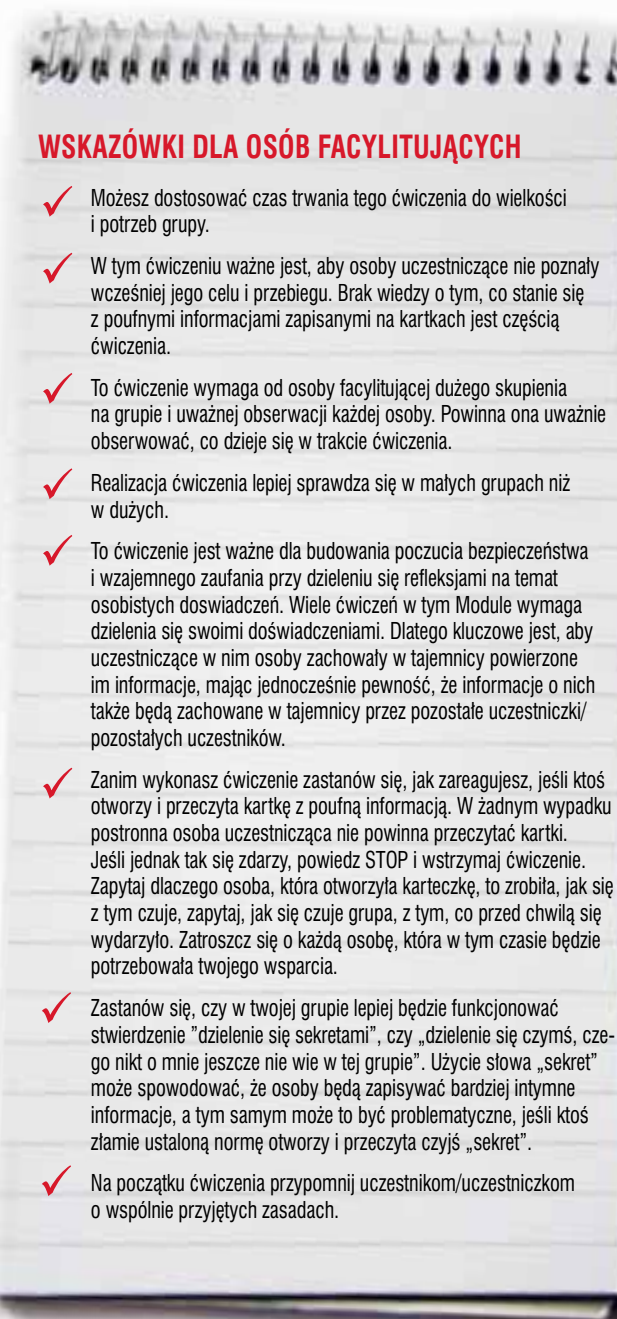 WSKAZÓWKI DLA OSÓB FACYLITUJĄCYCH
Możesz dostosować czas trwania tego ćwiczenia do wielkości
i potrzeb grupy.
W tym ćwiczeniu ważne jest, aby osoby uczestniczące nie poznały
wcześniej jego celu i przebiegu. Brak wiedzy o tym, co stanie się
z poufnymi informacjami zapisanymi na kartkach jest częścią
ćwiczenia.
To ćwiczenie wymaga od osoby facylitującej dużego skupienia
na grupie i uważnej obserwacji każdej osoby. Powinna ona uważnie
obserwować, co dzieje się w trakcie ćwiczenia.
Realizacja ćwiczenia lepiej sprawdza się w małych grupach niż
w dużych.
To ćwiczenie jest ważne dla budowania poczucia bezpieczeństwa
i wzajemnego zaufania przy dzieleniu się refleksjami na temat
osobistych doswiadczeń. Wiele ćwiczeń w tym Module wymaga
dzielenia się swoimi doświadczeniami. Dlatego kluczowe jest, aby
uczestniczące w nim osoby zachowały w tajemnicy powierzone
im informacje, mając jednocześnie pewność, że informacje o nich
także będą zachowane w tajemnicy przez pozostałe uczestniczki/
pozostałych uczestników.
Zanim wykonasz ćwiczenie zastanów się, jak zareagujesz, jeśli ktoś
otworzy i przeczyta kartkę z poufną informacją. W żadnym wypadku
postronna osoba uczestnicząca nie powinna przeczytać kartki.
Jeśli jednak tak się zdarzy, powiedz STOP i wstrzymaj ćwiczenie.
Zapytaj dlaczego osoba, która otworzyła karteczkę, to zrobiła, jak się
z tym czuje, zapytaj, jak się czuje grupa, z tym, co przed chwilą się
wydarzyło. Zatroszcz się o każdą osobę, która w tym czasie będzie
potrzebowała twojego wsparcia.
Zastanów się, czy w twojej grupie lepiej będzie funkcjonować
stwierdzenie "dzielenie się sekretami", czy „dzielenie się czymś, cze-
go nikt o mnie jeszcze nie wie w tej grupie". Użycie słowa „sekret"
może spowodować, że osoby będą zapisywać bardziej intymne
informacje, a tym samym może to być problematyczne, jeśli ktoś
złamie ustaloną normę otworzy i przeczyta czyjś „sekret".
Na początku ćwiczenia przypomnij uczestnikom/uczestniczkom
o wspólnie przyjętych zasadach.